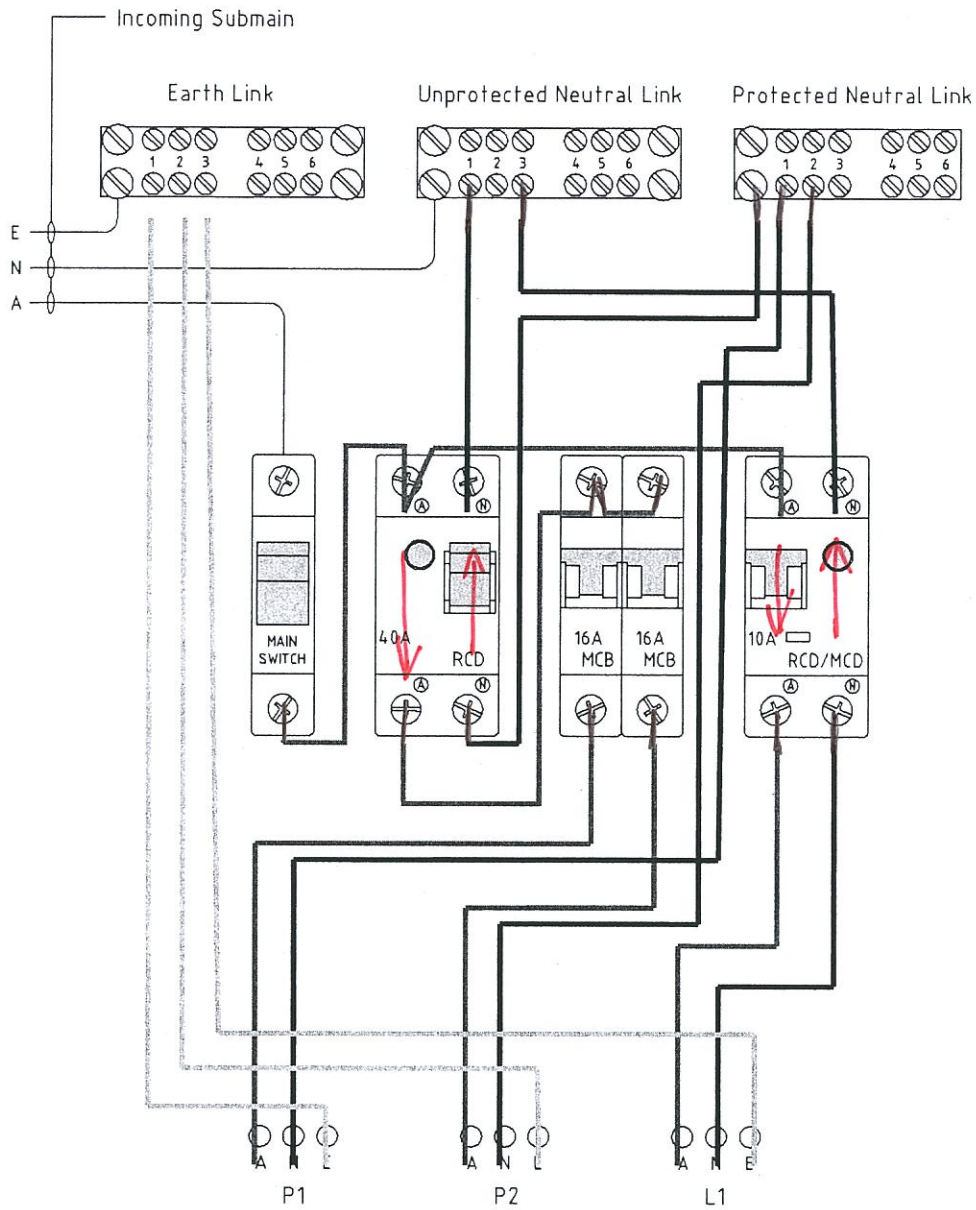 Incoming Submain
Earth Link
Unprotected Neutral Link
Protected Neutral Link
1 2 3 4 5 6
1 2 3 4 5 6
1 2 3 4 5 6
E
N
A
A N
A N
MAIN
SWITCH
40A
RCD
16A
MCB
16A
MCB
10A
RCD/MCD
A N
A N
A N L
A N L
A N E
P1
P2
L1